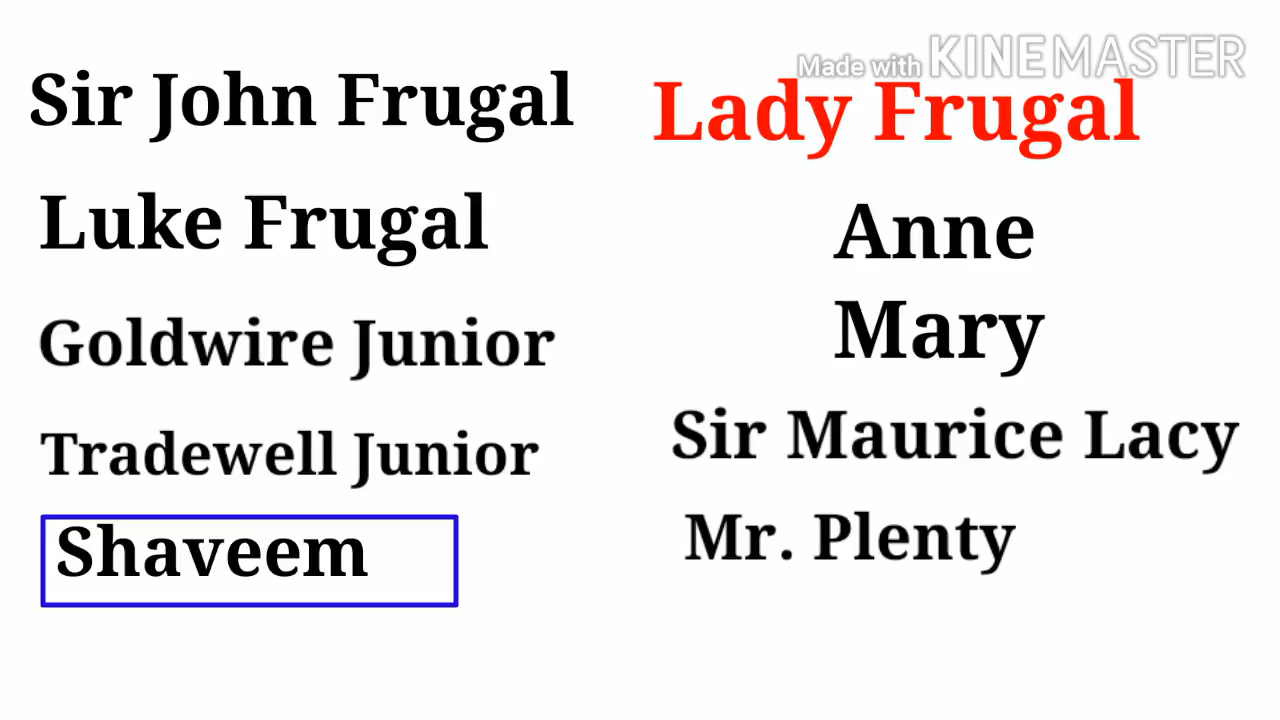 Made with KINEMASTER
Sir John Frugal
Lady Frugal
Luke Frugal
Anne
Goldwire Junior
Mary
Tradewell Junior
Sir Maurice Lacy
Shaveem
Mr. Plenty